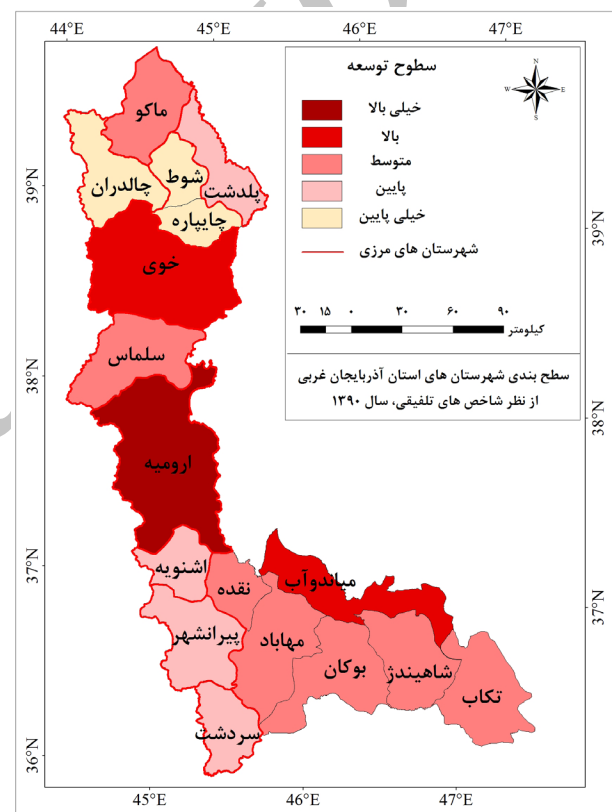 44°E 45°E 46°E 47°E
سطوح توسعه
N
W E
S
خیلی بالا
بالا
متوسط
پایین
خیلی پایین
شهرستان های مرزی
۳۰ ۱۵ ۰ ۳۰ ۶۰ ۹۰
کیلومتر
سطح بندی شهرستان های استان آذربایجان غربی
از نظر شاخص های تلفیقی، سال ۱۳۹۰
ماکو
چالدران
شوط
پلدشت
چایپاره
خوی
سلماس
ارومیه
اشنویه
نقده
میاندوآب
پیرانشهر
مهاباد
بوکان
شاهیندژ
تکاب
سردشت
39°N
38°N
37°N
36°N
39°N
38°N
37°N
45°E 46°E 47°E